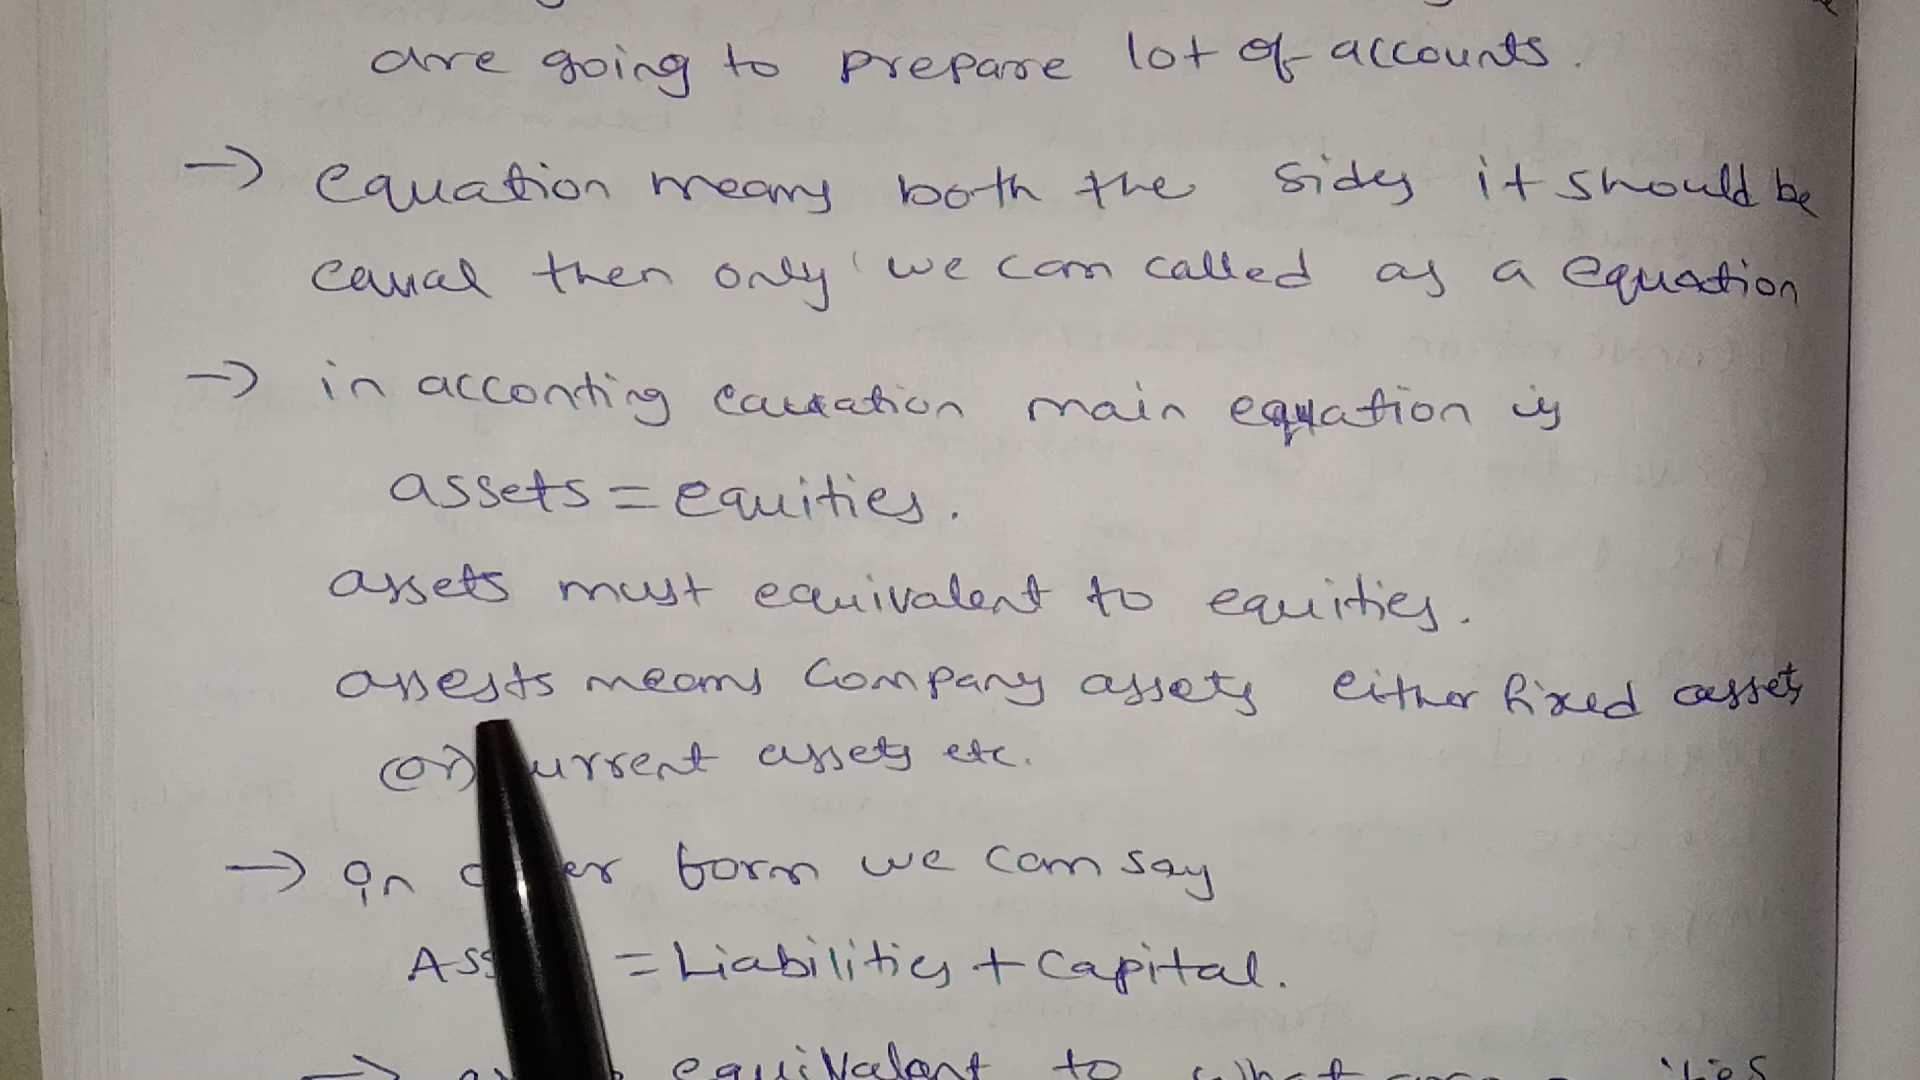 are going to prepare lot of accounts.
→ equation means both the sides it should be
equal then only we can called as a equation
→ in acconting equation main equation is
assets = equities.
assets must equivalent to equities.
assests means Company assets either fixed assets
(or) urrent assets etc.
→ In er form we can say
Ass = Liabilities + Capital.
→ equivalent to what